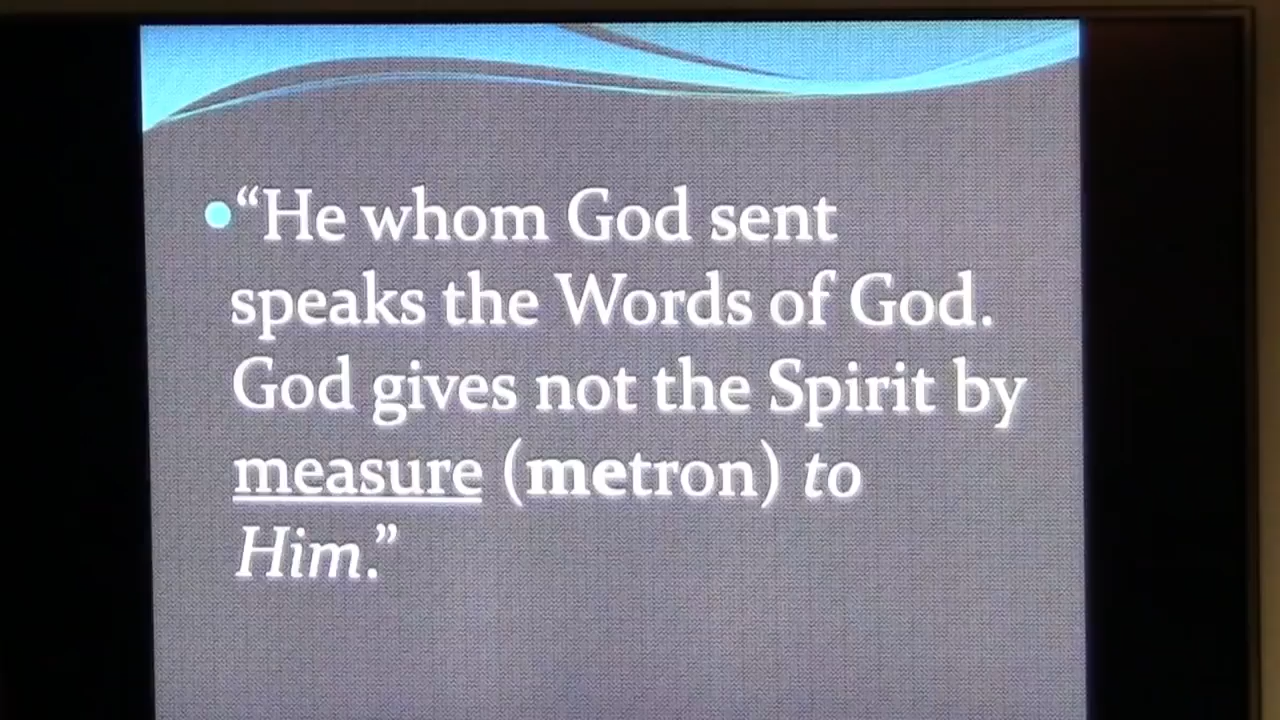 •“He whom God sent
speaks the Words of God.
God gives not the Spirit by
measure (metron) to
Him.”